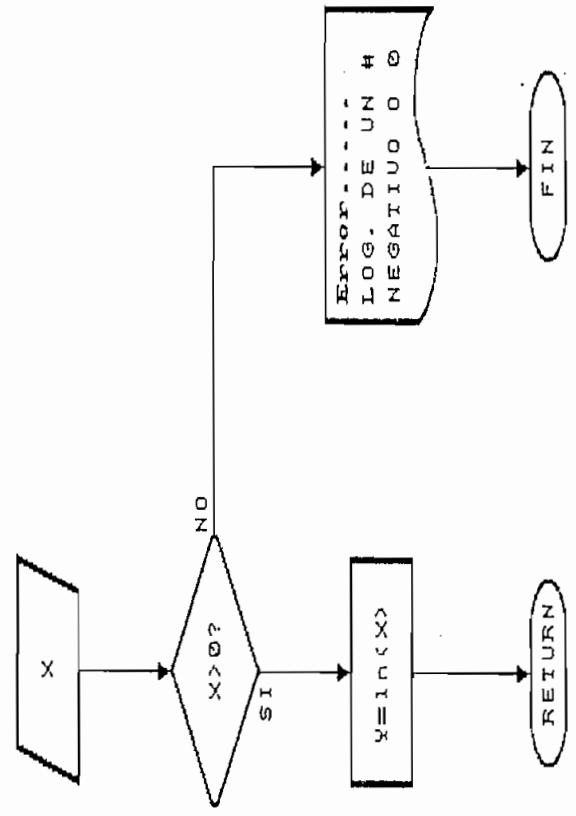 X
X>0?
NO
SI
Y=ln(X)
RETURN
Error.....
LOG. DE UN #
NEGATIVO O 0
FIN